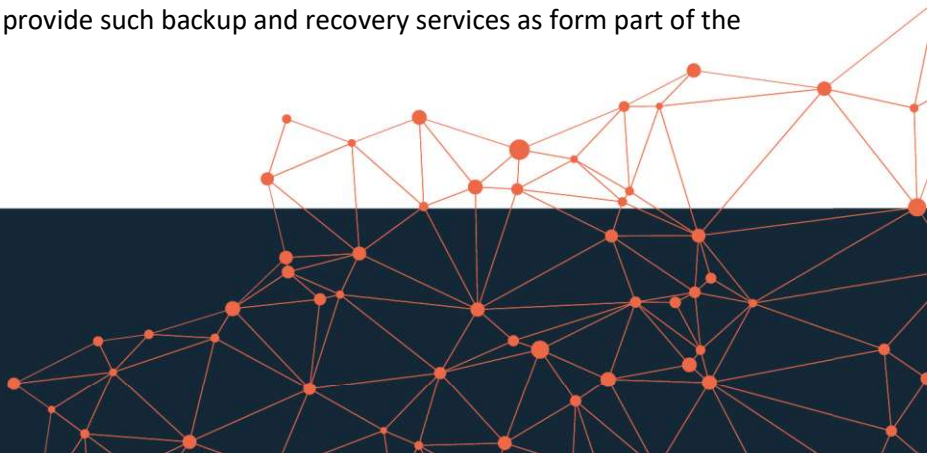 provide such backup and recovery services as form part of the